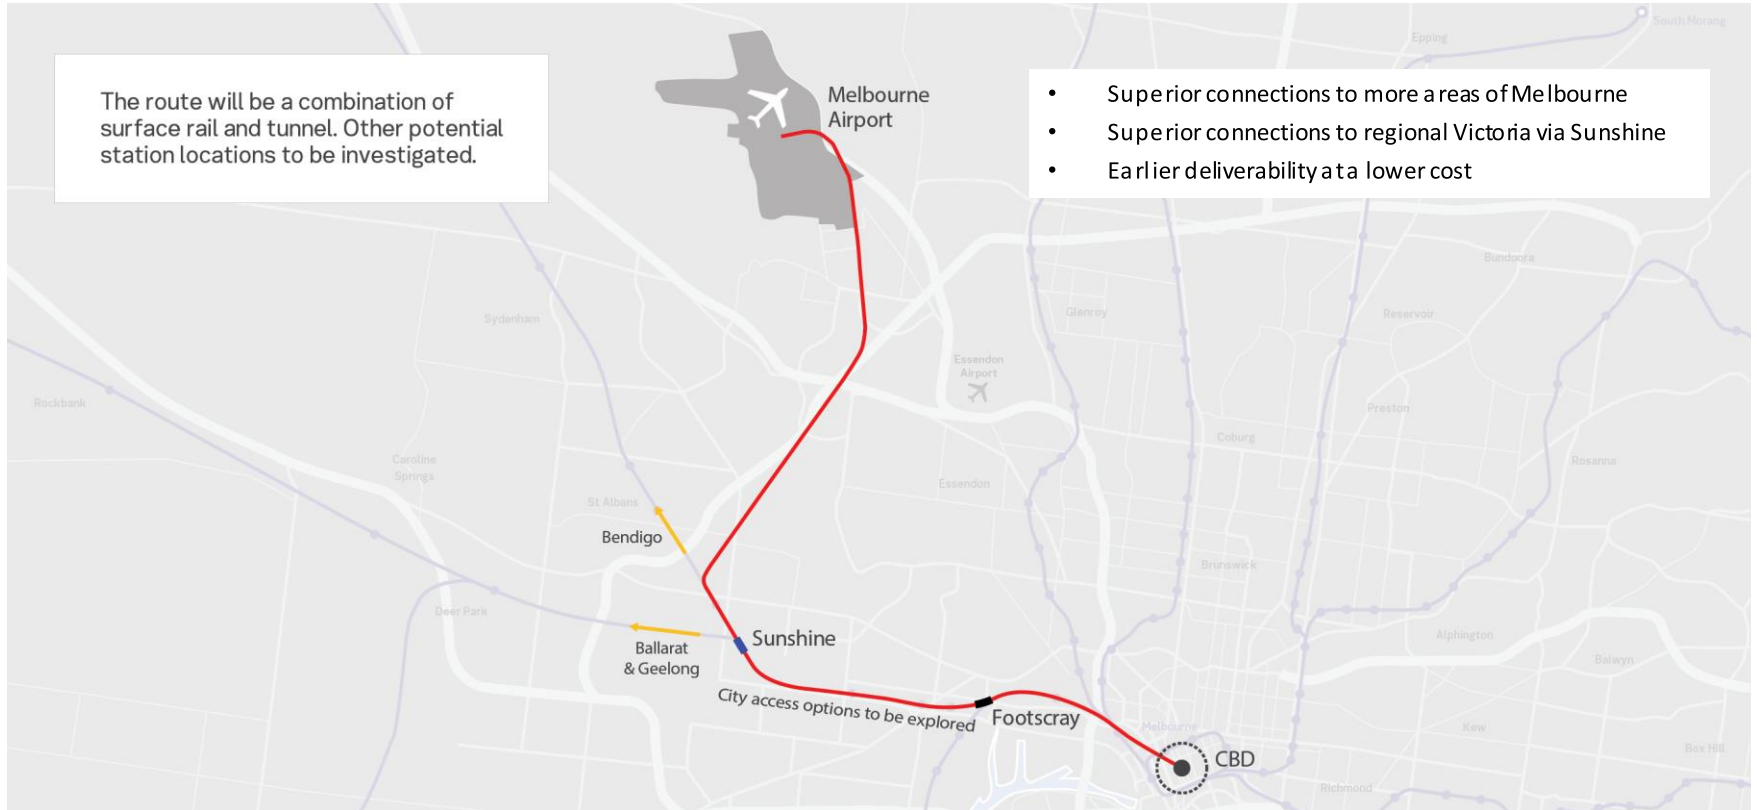 The route will be a combination of
surface rail and tunnel. Other potential
station locations to be investigated.
Melbourne
Airport
• Superior connections to more areas of Melbourne
• Superior connections to regional Victoria via Sunshine
• Earlier deliverability at a lower cost
South Morang
Epping
Bundoora
Sydenham
Glenroy
Reservoir
Essendon
Airport
Rockbank
Preston
Coburg
Caroline
Springs
Rosanna
Essendon
St Albans
Bendigo
Brunswick
Deer Park
Alphington
Sunshine
Ballarat
& Geelong
Balwyn
City access options to be explored
Footscray
Melbourne
Kew
Box Hill
CBD
Richmond